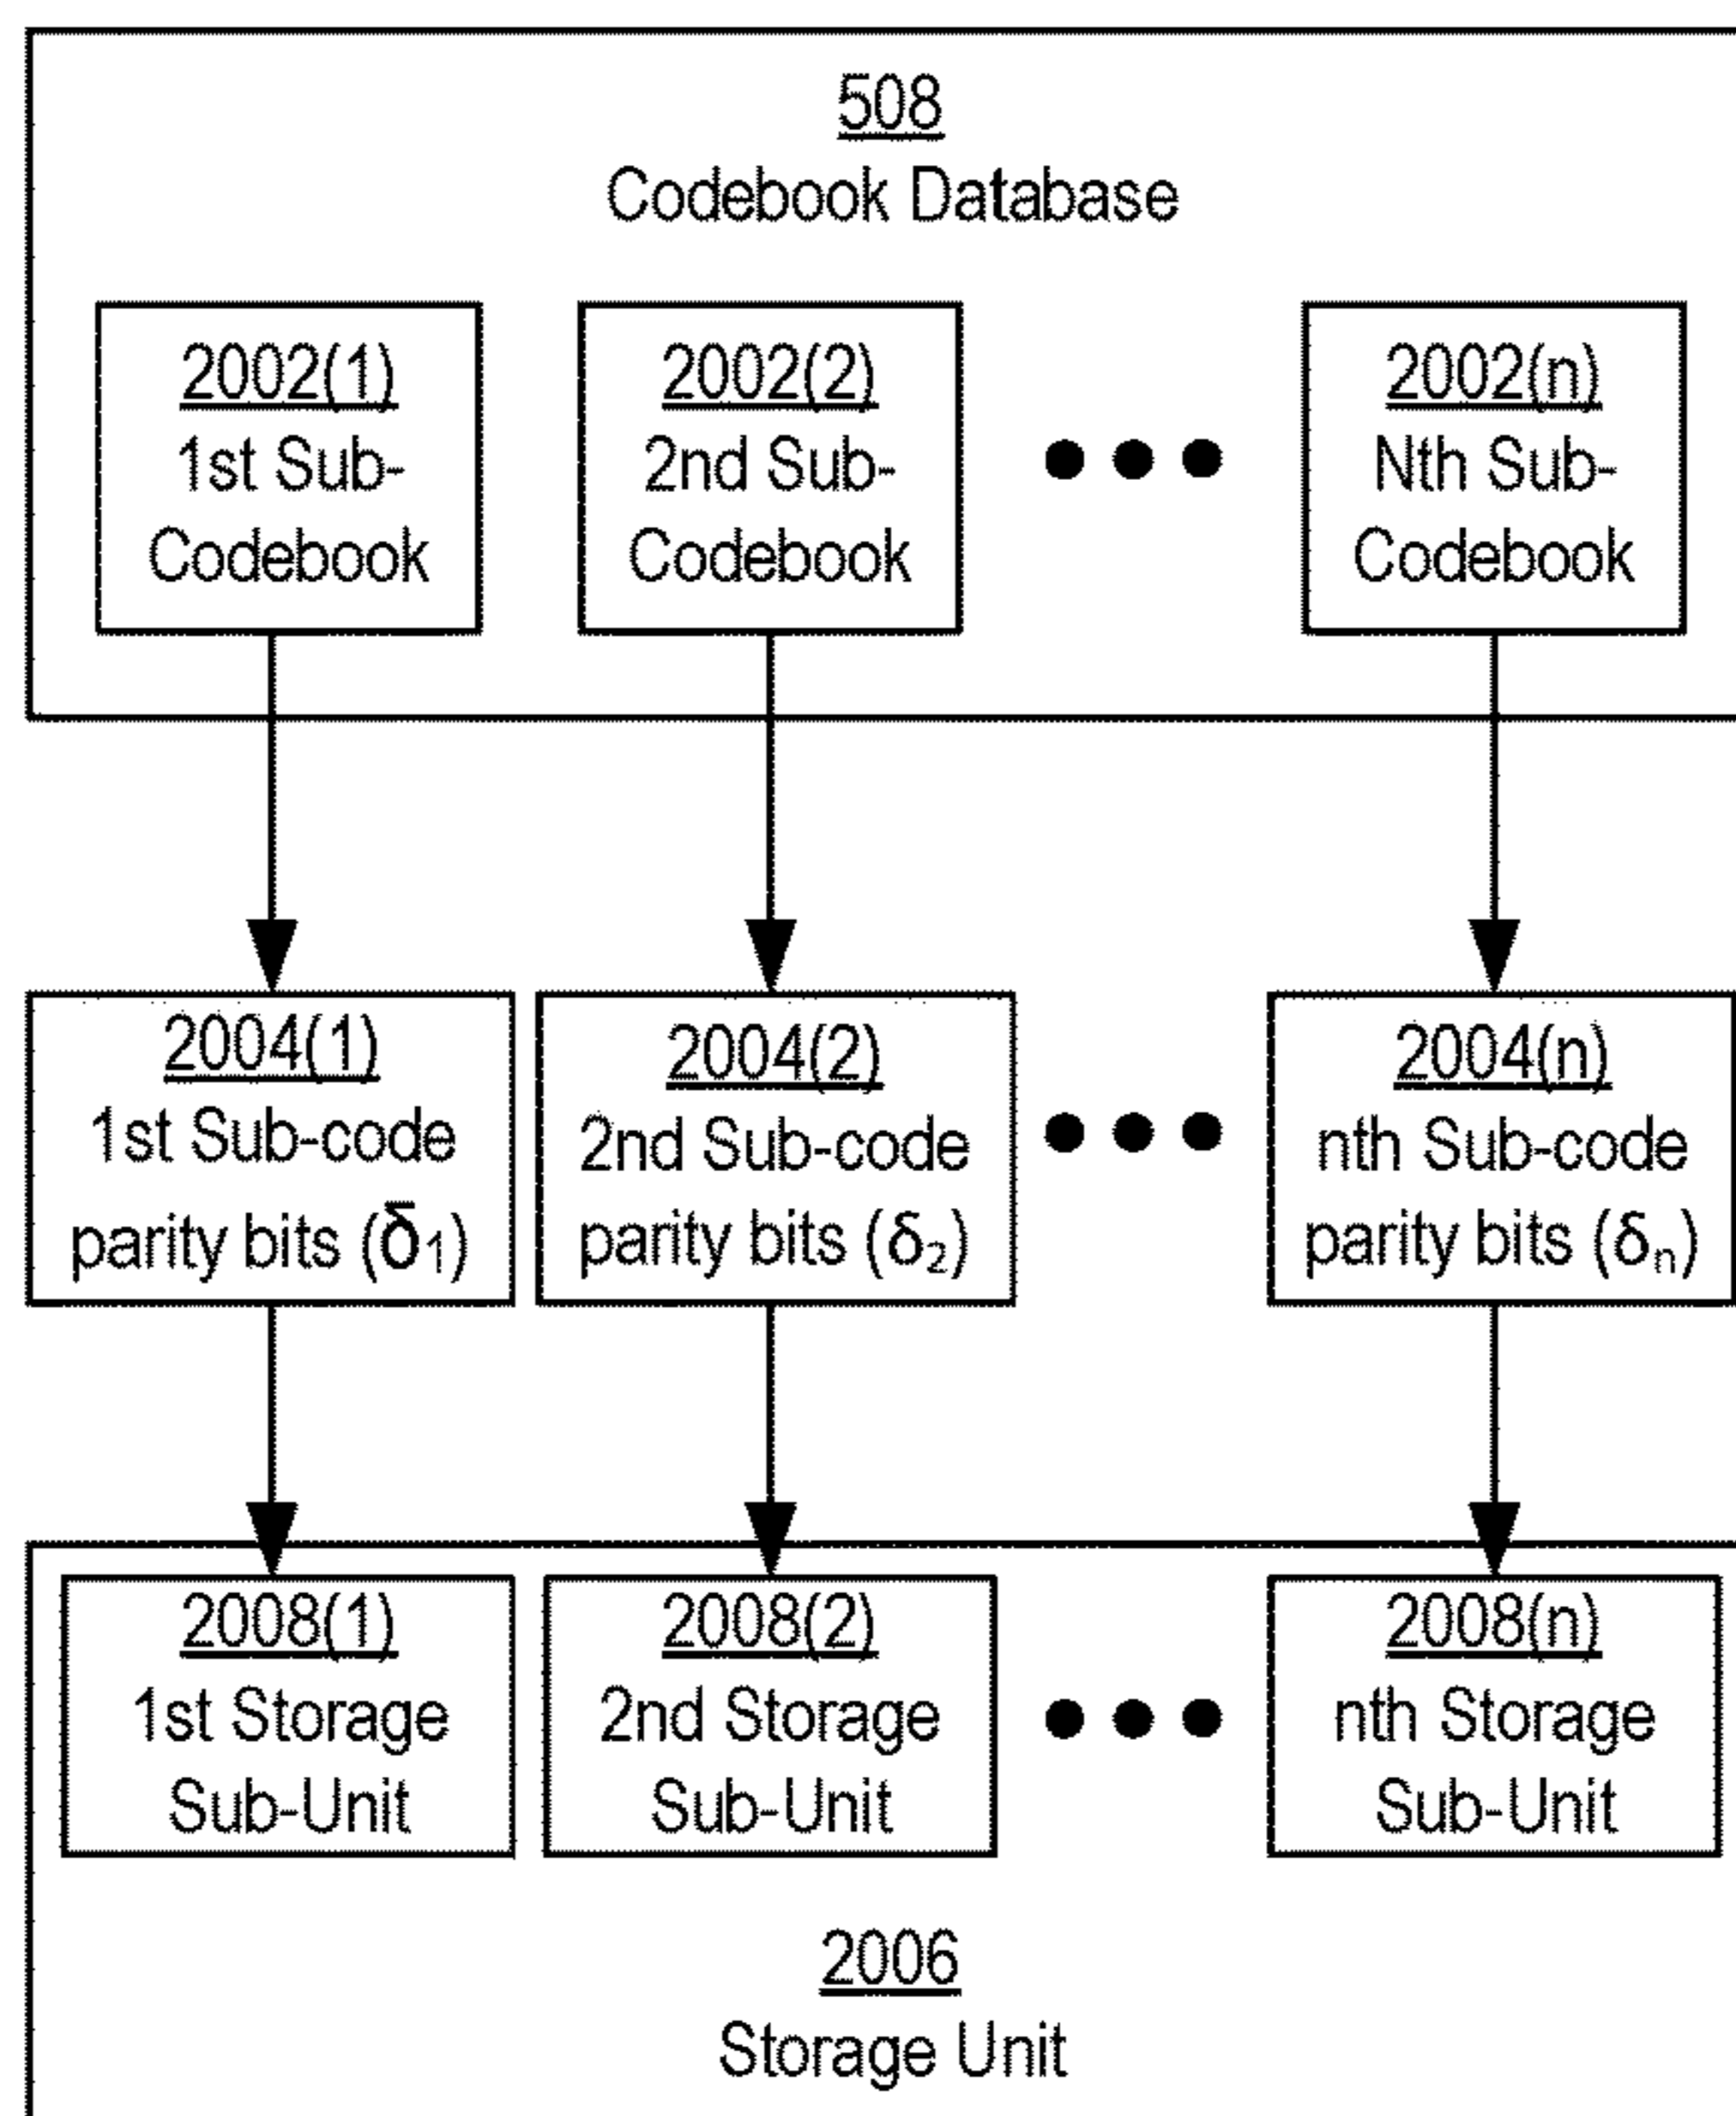 508
Codebook Database
2002(1)
1st Sub-
Codebook
2002(2)
2nd Sub-
Codebook
2002(n)
Nth Sub-
Codebook
2004(1)
1st Sub-code
parity bits (δ̄₁)
2004(2)
2nd Sub-code
parity bits (δ₂)
2004(n)
nth Sub-code
parity bits (δₙ)
2008(1)
1st Storage
Sub-Unit
2008(2)
2nd Storage
Sub-Unit
2008(n)
nth Storage
Sub-Unit
2006
Storage Unit